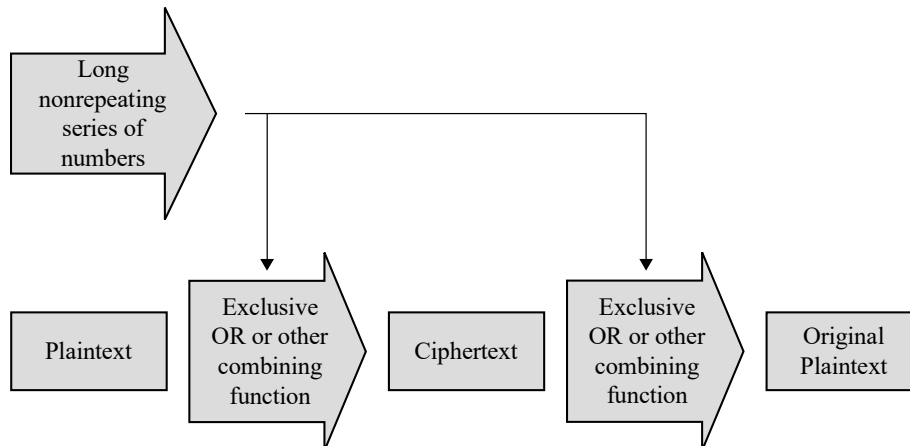 Long
nonrepeating
series of
numbers
Plaintext
Exclusive
OR or other
combining
function
Ciphertext
Exclusive
OR or other
combining
function
Original
Plaintext